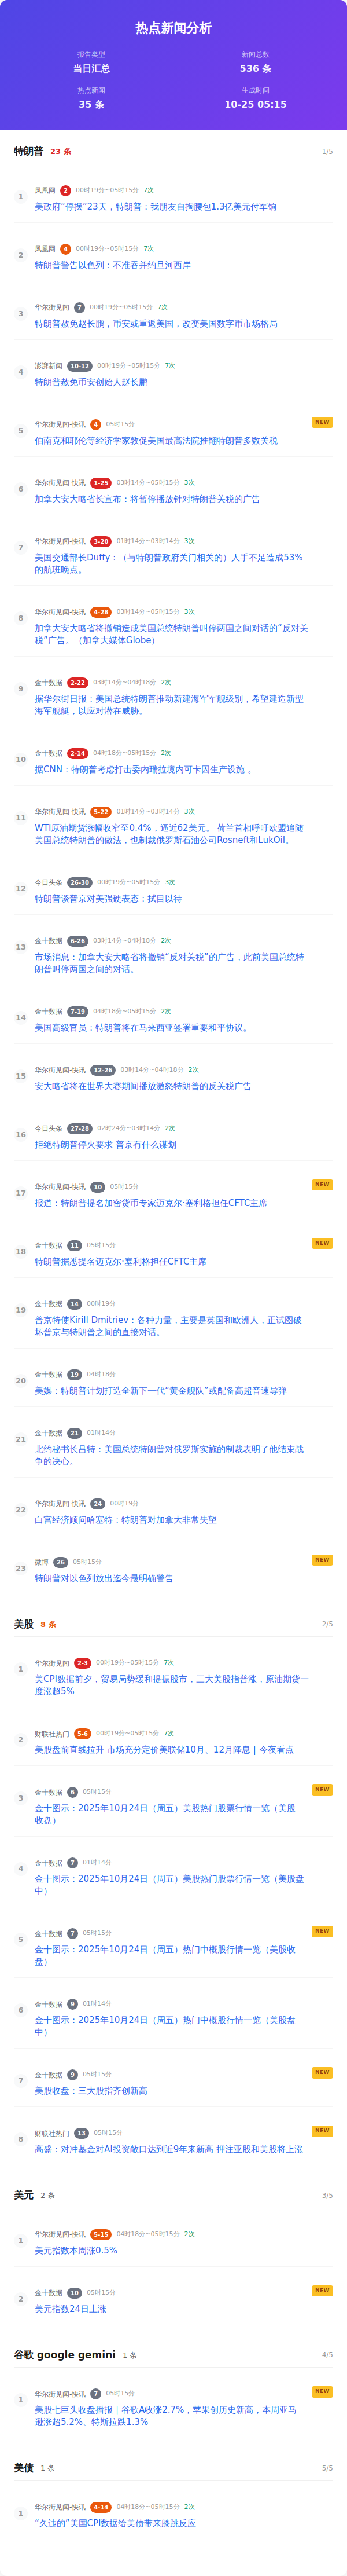 热点新闻分析
报告类型
新闻总数
当日汇总
536 条
热点新闻
生成时间
35 条
10-25 05:15
特朗普 23 条 1/5
1
凤凰网 2 00时19分~05时15分 7次
美政府“停摆”23天，特朗普：我朋友自掏腰包1.3亿美元付军饷
2
凤凰网 4 00时19分~05时15分 7次
特朗普警告以色列：不准吞并约旦河西岸
3
华尔街见闻 7 00时19分~05时15分 7次
特朗普赦免赵长鹏，币安或重返美国，改变美国数字币市场格局
4
澎湃新闻 10-12 00时19分~05时15分 7次
特朗普赦免币安创始人赵长鹏
5
华尔街见闻-快讯 4 05时15分 NEW
伯南克和耶伦等经济学家敦促美国最高法院推翻特朗普多数关税
6
华尔街见闻-快讯 1-25 03时14分~05时15分 3次
加拿大安大略省长宣布：将暂停播放针对特朗普关税的广告
7
华尔街见闻-快讯 3-20 01时14分~03时14分 3次
美国交通部长Duffy：（与特朗普政府关门相关的）人手不足造成53%
的航班晚点。
8
华尔街见闻-快讯 4-28 03时14分~05时15分 3次
加拿大安大略省将撤销造成美国总统特朗普叫停两国之间对话的“反对关
税”广告。（加拿大媒体Globe）
9
金十数据 2-22 03时14分~04时18分 2次
据华尔街日报：美国总统特朗普推动新建海军军舰级别，希望建造新型
海军舰艇，以应对潜在威胁。
10
金十数据 2-14 04时18分~05时15分 2次
据CNN：特朗普考虑打击委内瑞拉境内可卡因生产设施 。
11
华尔街见闻-快讯 5-22 01时14分~03时14分 3次
WTI原油期货涨幅收窄至0.4%，逼近62美元。 荷兰首相呼吁欧盟追随
美国总统特朗普的做法，也制裁俄罗斯石油公司Rosneft和LukOil。
12
今日头条 26-30 00时19分~05时15分 3次
特朗普谈普京对美强硬表态：拭目以待
13
金十数据 6-26 03时14分~04时18分 2次
市场消息：加拿大安大略省将撤销“反对关税”的广告，此前美国总统特
朗普叫停两国之间的对话。
14
金十数据 7-19 04时18分~05时15分 2次
美国高级官员：特朗普将在马来西亚签署重要和平协议。
15
华尔街见闻-快讯 12-26 03时14分~04时18分 2次
安大略省将在世界大赛期间播放激怒特朗普的反关税广告
16
今日头条 27-28 02时24分~03时14分 2次
拒绝特朗普停火要求 普京有什么谋划
17
华尔街见闻-快讯 10 05时15分 NEW
报道：特朗普提名加密货币专家迈克尔·塞利格担任CFTC主席
18
金十数据 11 05时15分 NEW
特朗普据悉提名迈克尔·塞利格担任CFTC主席
19
金十数据 14 00时19分
普京特使Kirill Dmitriev：各种力量，主要是英国和欧洲人，正试图破
坏普京与特朗普之间的直接对话。
20
金十数据 19 04时18分
美媒：特朗普计划打造全新下一代“黄金舰队”或配备高超音速导弹
21
金十数据 21 01时14分
北约秘书长吕特：美国总统特朗普对俄罗斯实施的制裁表明了他结束战
争的决心。
22
华尔街见闻-快讯 24 00时19分
白宫经济顾问哈塞特：特朗普对加拿大非常失望
23
微博 26 05时15分 NEW
特朗普对以色列放出迄今最明确警告
美股 8 条 2/5
1
华尔街见闻 2-3 00时19分~05时15分 7次
美CPI数据前夕，贸易局势缓和提振股市，三大美股指普涨，原油期货一
度涨超5%
2
财联社热门 5-6 00时19分~05时15分 7次
美股盘前直线拉升 市场充分定价美联储10月、12月降息 | 今夜看点
3
金十数据 6 05时15分 NEW
金十图示：2025年10月24日（周五）美股热门股票行情一览（美股
收盘）
4
金十数据 7 01时14分
金十图示：2025年10月24日（周五）美股热门股票行情一览（美股盘
中）
5
金十数据 7 05时15分 NEW
金十图示：2025年10月24日（周五）热门中概股行情一览（美股收
盘）
6
金十数据 9 01时14分
金十图示：2025年10月24日（周五）热门中概股行情一览（美股盘
中）
7
金十数据 9 05时15分 NEW
美股收盘：三大股指齐创新高
8
财联社热门 13 05时15分 NEW
高盛：对冲基金对AI投资敞口达到近9年来新高 押注亚股和美股将上涨
美元 2 条 3/5
1
华尔街见闻-快讯 5-15 04时18分~05时15分 2次
美元指数本周涨0.5%
2
金十数据 10 05时15分 NEW
美元指数24日上涨
谷歌 google gemini 1 条 4/5
1
华尔街见闻-快讯 7 05时15分 NEW
美股七巨头收盘播报｜谷歌A收涨2.7%，苹果创历史新高，本周亚马
逊涨超5.2%、特斯拉跌1.3%
美债 1 条 5/5
1
华尔街见闻-快讯 4-14 04时18分~05时15分 2次
“久违的”美国CPI数据给美债带来膝跳反应